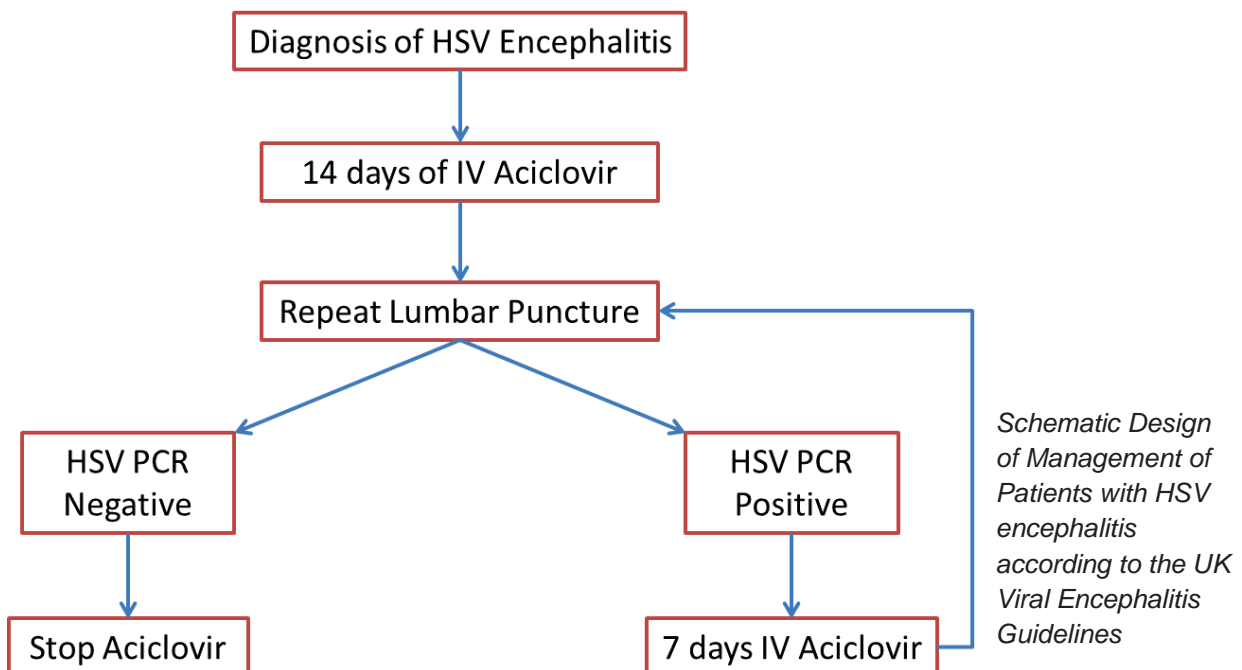 Diagnosis of HSV Encephalitis
14 days of IV Aciclovir
Repeat Lumbar Puncture
HSV PCR
Negative
HSV PCR
Positive
Stop Aciclovir
7 days IV Aciclovir
Schematic Design
of Management of
Patients with HSV
encephalitis
according to the UK
Viral Encephalitis
Guidelines